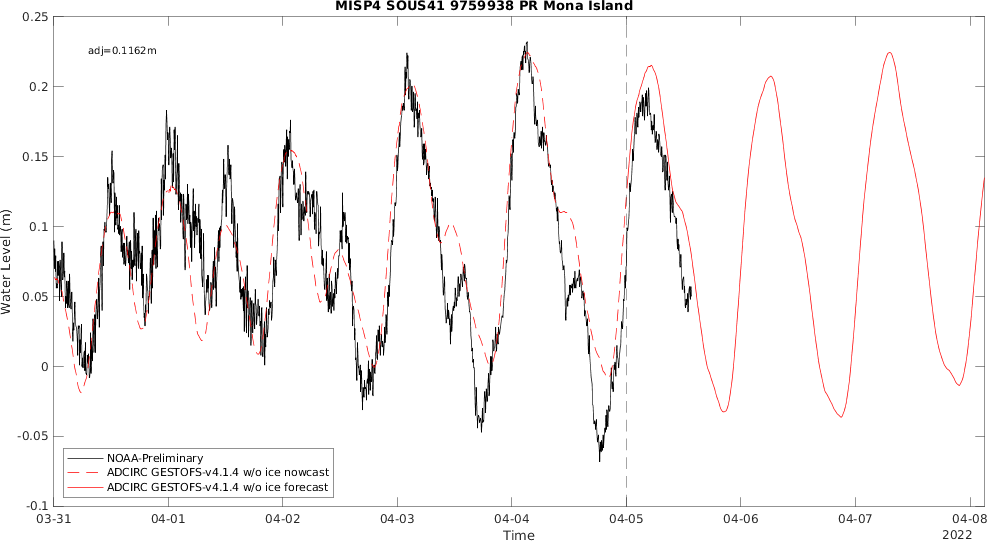 MISP4 SOUS41 9759938 PR Mona Island
adj=0.1162m
0.25
0.2
0.15
0.1
0.05
0
-0.05
-0.1
Water Level (m)
NOAA-Preliminary
ADCIRC GESTOFS-v4.1.4 w/o ice nowcast
ADCIRC GESTOFS-v4.1.4 w/o ice forecast
03-31 04-01 04-02 04-03 04-04 04-05 04-06 04-07 04-08
Time
2022